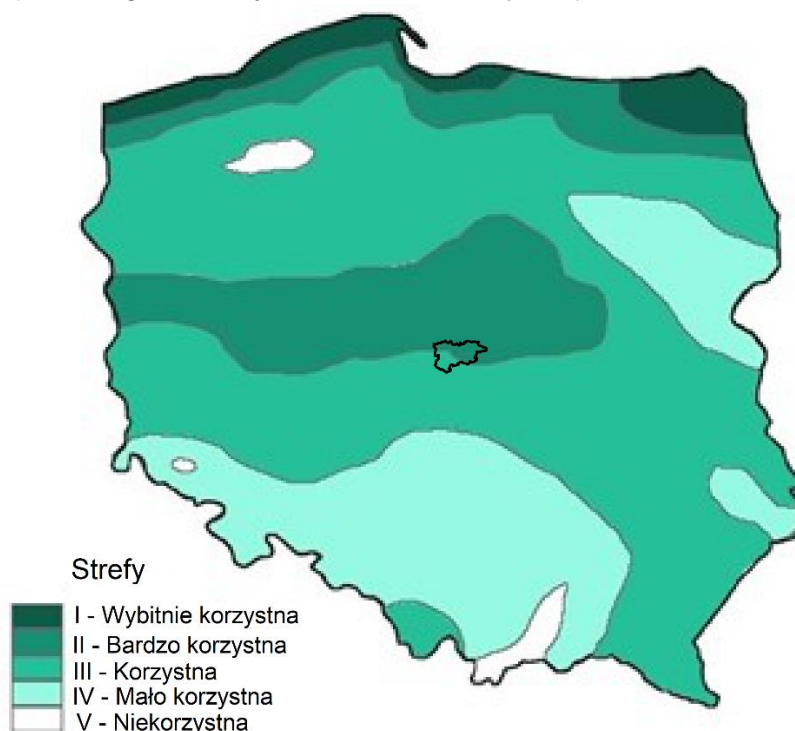 Strefy
I - Wybitnie korzystna
II - Bardzo korzystna
III - Korzystna
IV - Mało korzystna
V - Niekorzystna